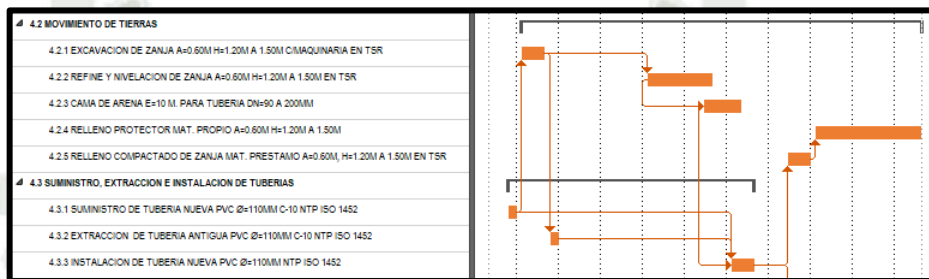 4.2 MOVIMIENTO DE TIERRAS
4.2.1 EXCAVACION DE ZANJA A=0.60M H=1.20M A 1.50M C/MAQUINARIA EN TSR
4.2.2 REFINE Y NIVELACION DE ZANJA A=0.60M H=1.20M A 1.50M EN TSR
4.2.3 CAMA DE ARENA E=10 M. PARA TUBERIA DN=90 A 200MM
4.2.4 RELLENO PROTECTOR MAT. PROPIO A=0.60M H=1.20M A 1.50M
4.2.5 RELLENO COMPACTADO DE ZANJA MAT. PRESTAMO A=0.60M, H=1.20M A 1.50M EN TSR
4.3 SUMINISTRO, EXTRACCION E INSTALACION DE TUBERIAS
4.3.1 SUMINISTRO DE TUBERIA NUEVA PVC Ø=110MM C-10 NTP ISO 1452
4.3.2 EXTRACCION DE TUBERIA ANTIGUA PVC Ø=110MM C-10 NTP ISO 1452
4.3.3 INSTALACION DE TUBERIA NUEVA PVC Ø=110MM NTP ISO 1452